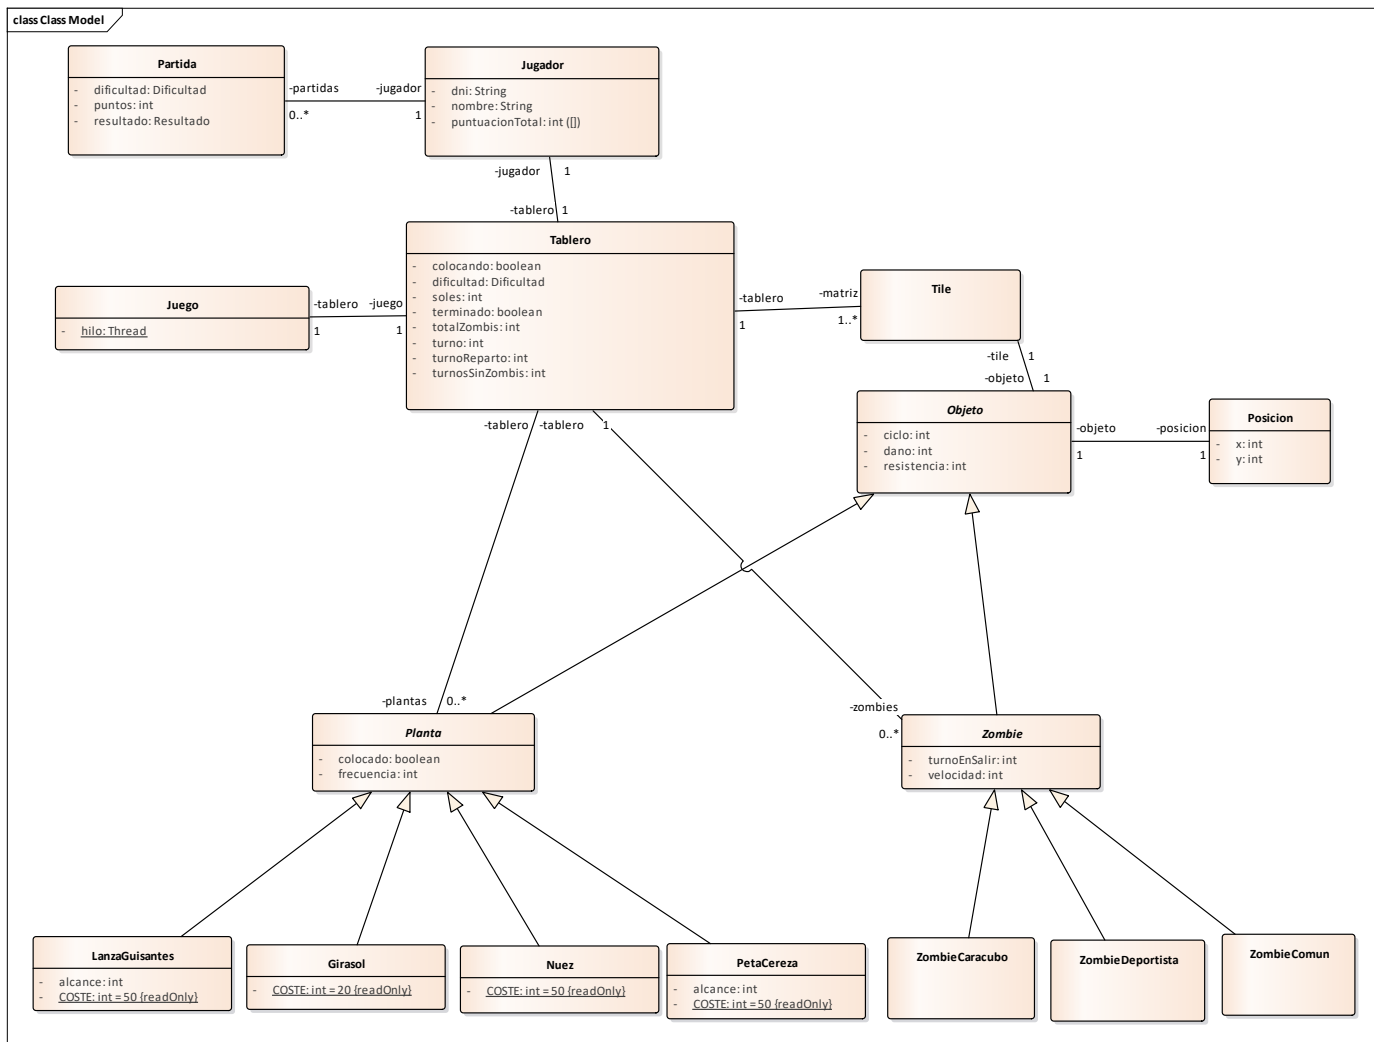 class Class Model
Partida
- dificultad: Dificultad
- puntos: int
- resultado: Resultado
-partidas
0..*
-jugador
1
Jugador
- dni: String
- nombre: String
- puntuacionTotal: int ([])
-jugador 1
-tablero 1
Tablero
- colocando: boolean
- dificultad: Dificultad
- soles: int
- terminado: boolean
- totalZombis: int
- turno: int
- turnoReparto: int
- turnosSinZombis: int
Juego
- hilo: Thread
-tablero
1
-juego
1
-tablero
1
-matriz
1..*
Tile
-tile 1
-objeto 1
Objeto
- ciclo: int
- dano: int
- resistencia: int
-objeto
1
-posicion
1
Posicion
- x: int
- y: int
-tablero -tablero 1
-plantas 0..*
-zombies
0..*
Planta
- colocado: boolean
- frecuencia: int
Zombie
- turnoEnSalir: int
- velocidad: int
LanzaGuisantes
- alcance: int
- COSTE: int = 50 {readOnly}
Girasol
- COSTE: int = 20 {readOnly}
Nuez
- COSTE: int = 50 {readOnly}
PetaCereza
- alcance: int
- COSTE: int = 50 {readOnly}
ZombieCaracubo
ZombieDeportista
ZombieComun